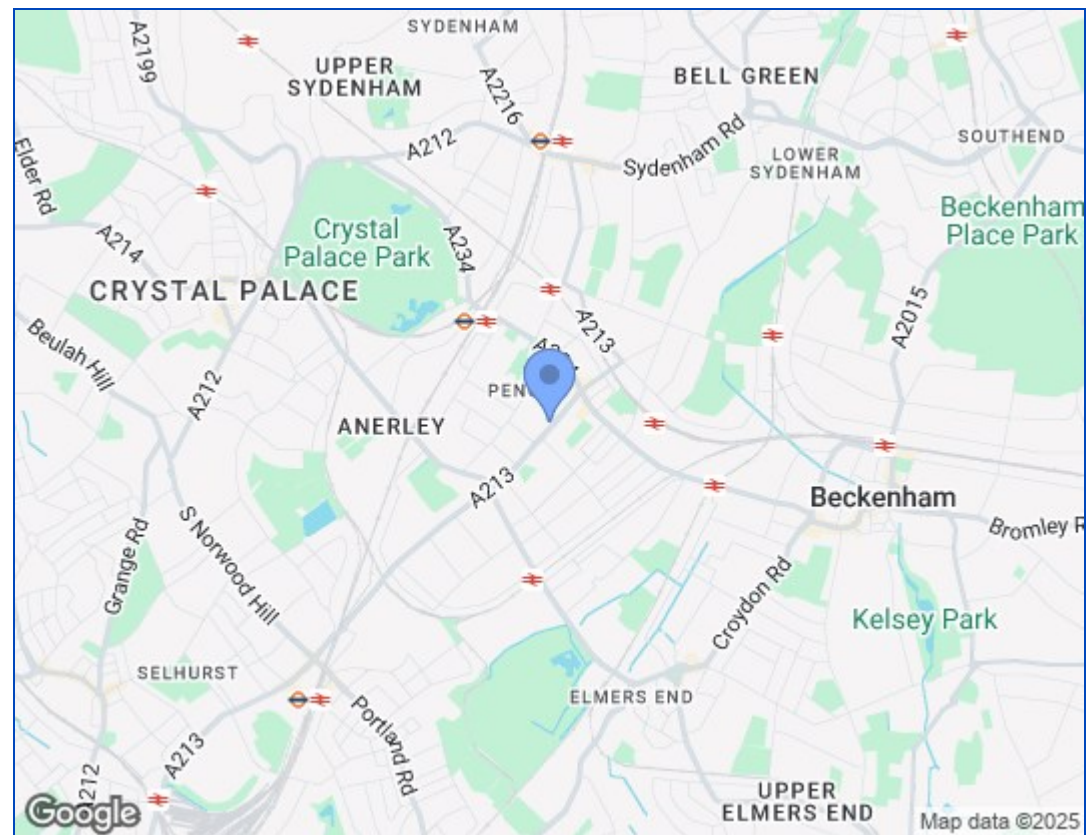 SYDENHAM
A2199
UPPER
SYDENHAM
A2216
BELL GREEN
A212
SOUTHEND
Sydenham Rd
LOWER
SYDENHAM
Elder Rd
Beckenham
Place Park
Crystal
Palace Park
A214
A234
CRYSTAL PALACE
A2015
A213
Beulah Hill
A212
ANERLEY
A213
Beckenham
Bromley R
S Norwood Hill
Grange Rd
Croydon Rd
Kelsey Park
SELHURST
ELMERS END
Portland Rd
A213
A212
UPPER
ELMERS END
Google
Map data ©2025